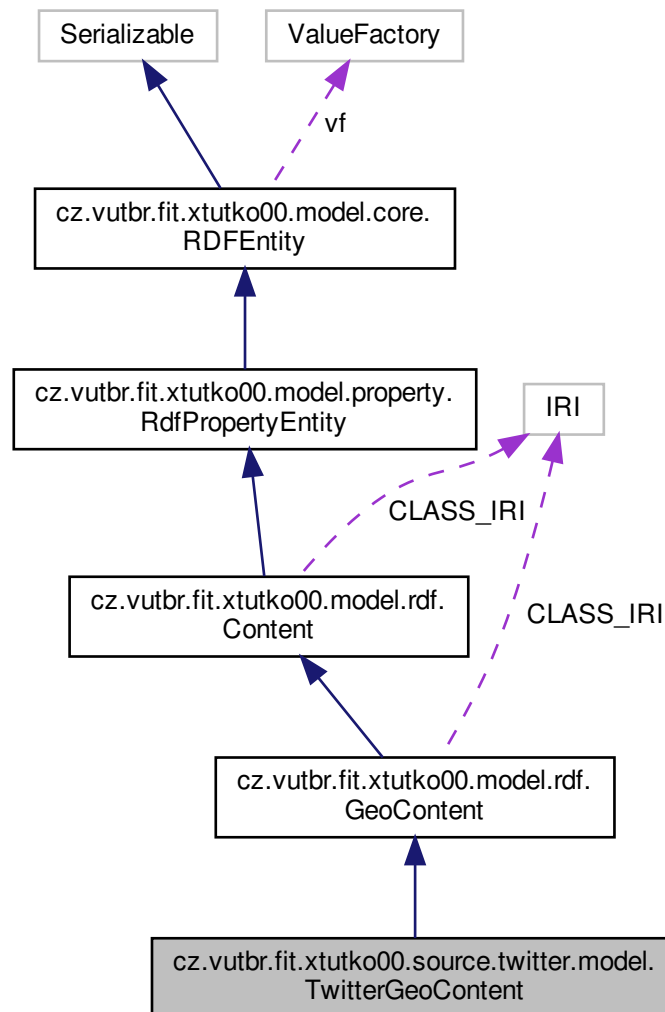 Serializable
ValueFactory
vf
cz.vutbr.fit.xtutko00.model.core.
RDFEntity
cz.vutbr.fit.xtutko00.model.property.
RdfPropertyEntity
IRI
CLASS_IRI
cz.vutbr.fit.xtutko00.model.rdf.
Content
CLASS_IRI
cz.vutbr.fit.xtutko00.model.rdf.
GeoContent
cz.vutbr.fit.xtutko00.source.twitter.model.
TwitterGeoContent